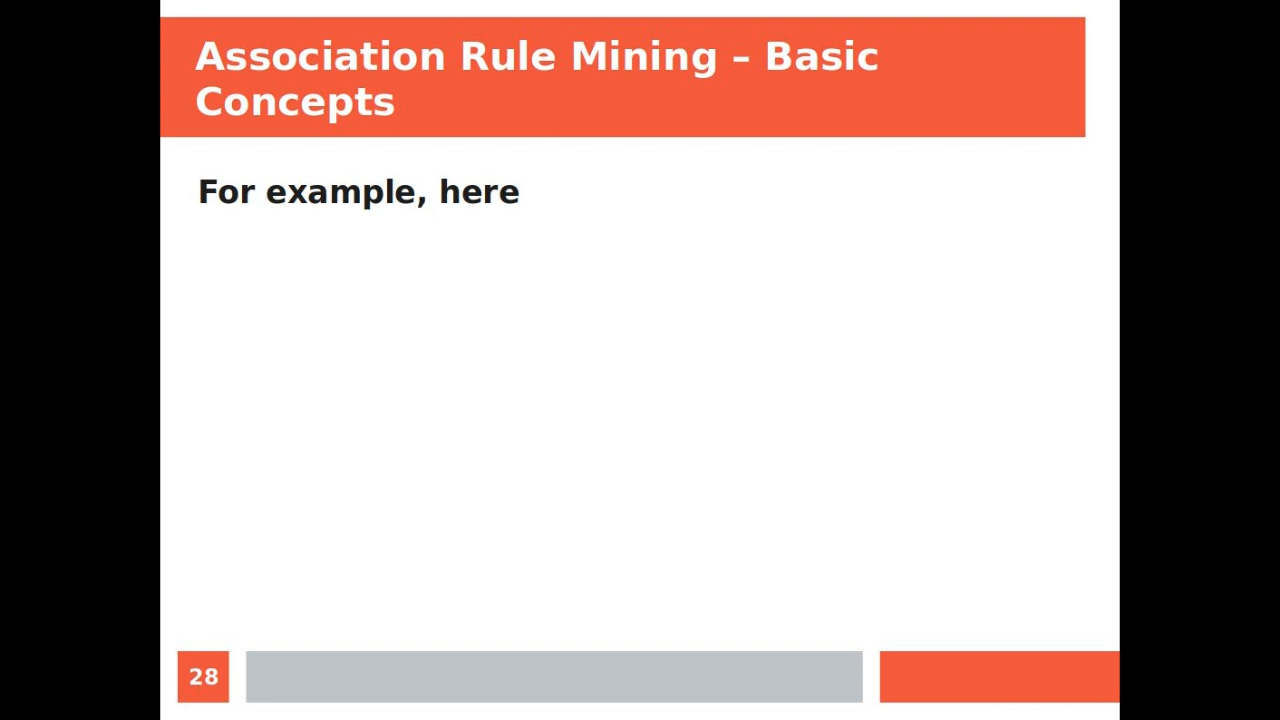 Association Rule Mining – Basic
Concepts
For example, here
28